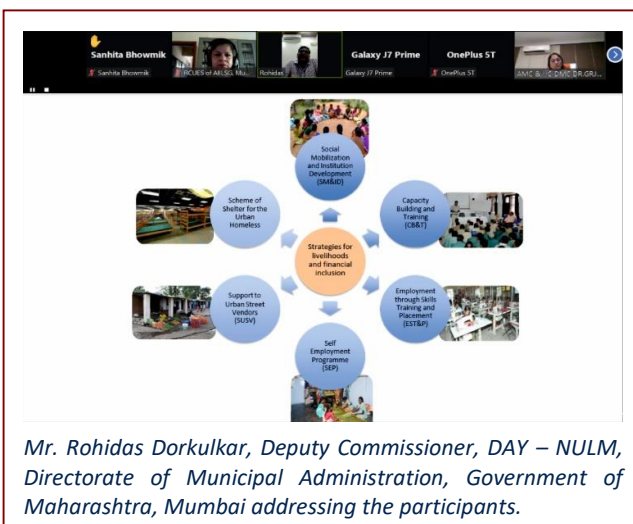 Sanhita Bhowmik
Galaxy J7 Prime
OnePlus 5T
Sanhita Bhowmik
RCUES of AIILSG, Mu...
Rohidas
Galaxy J7 Prime
OnePlus 5T
Social
Mobilization
and Institution
Development
(SM&ID)
Scheme of
Shelter for the
Urban
Homeless
Capacity
Building and
Training
(CB&T)
Strategies for
livelihoods
and financial
inclusion
Support to
Urban Street
Vendors
(SUSV)
Employment
through Skills
Training and
Placement
(EST&P)
Self
Employment
Programme
(SEP)
Mr. Rohidas Dorkulkar, Deputy Commissioner, DAY – NULM,
Directorate of Municipal Administration, Government of
Maharashtra, Mumbai addressing the participants.